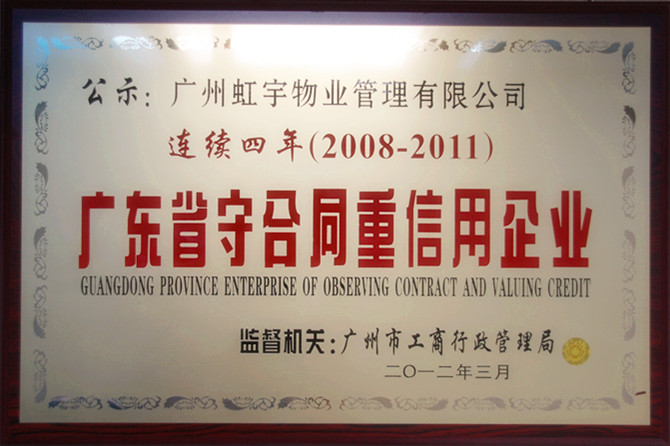 公示：广州虹宇物业管理有限公司
连续四年(2008-2011)
广东省守合同重信用企业
GUANGDONG PROVINCE ENTERPRISE OF OBSERVING CONTRACT AND VALUING CREDIT
监督机关：广州市工商行政管理局
二〇一二年三月